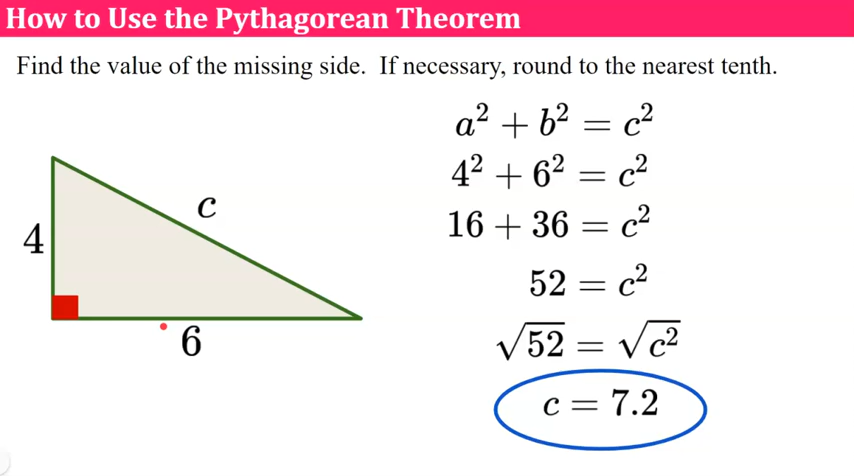 How to Use the Pythagorean Theorem
Find the value of the missing side. If necessary, round to the nearest tenth.
a² + b² = c²
4² + 6² = c²
16 + 36 = c²
52 = c²
√52 = √c²
c = 7.2
c
4
6